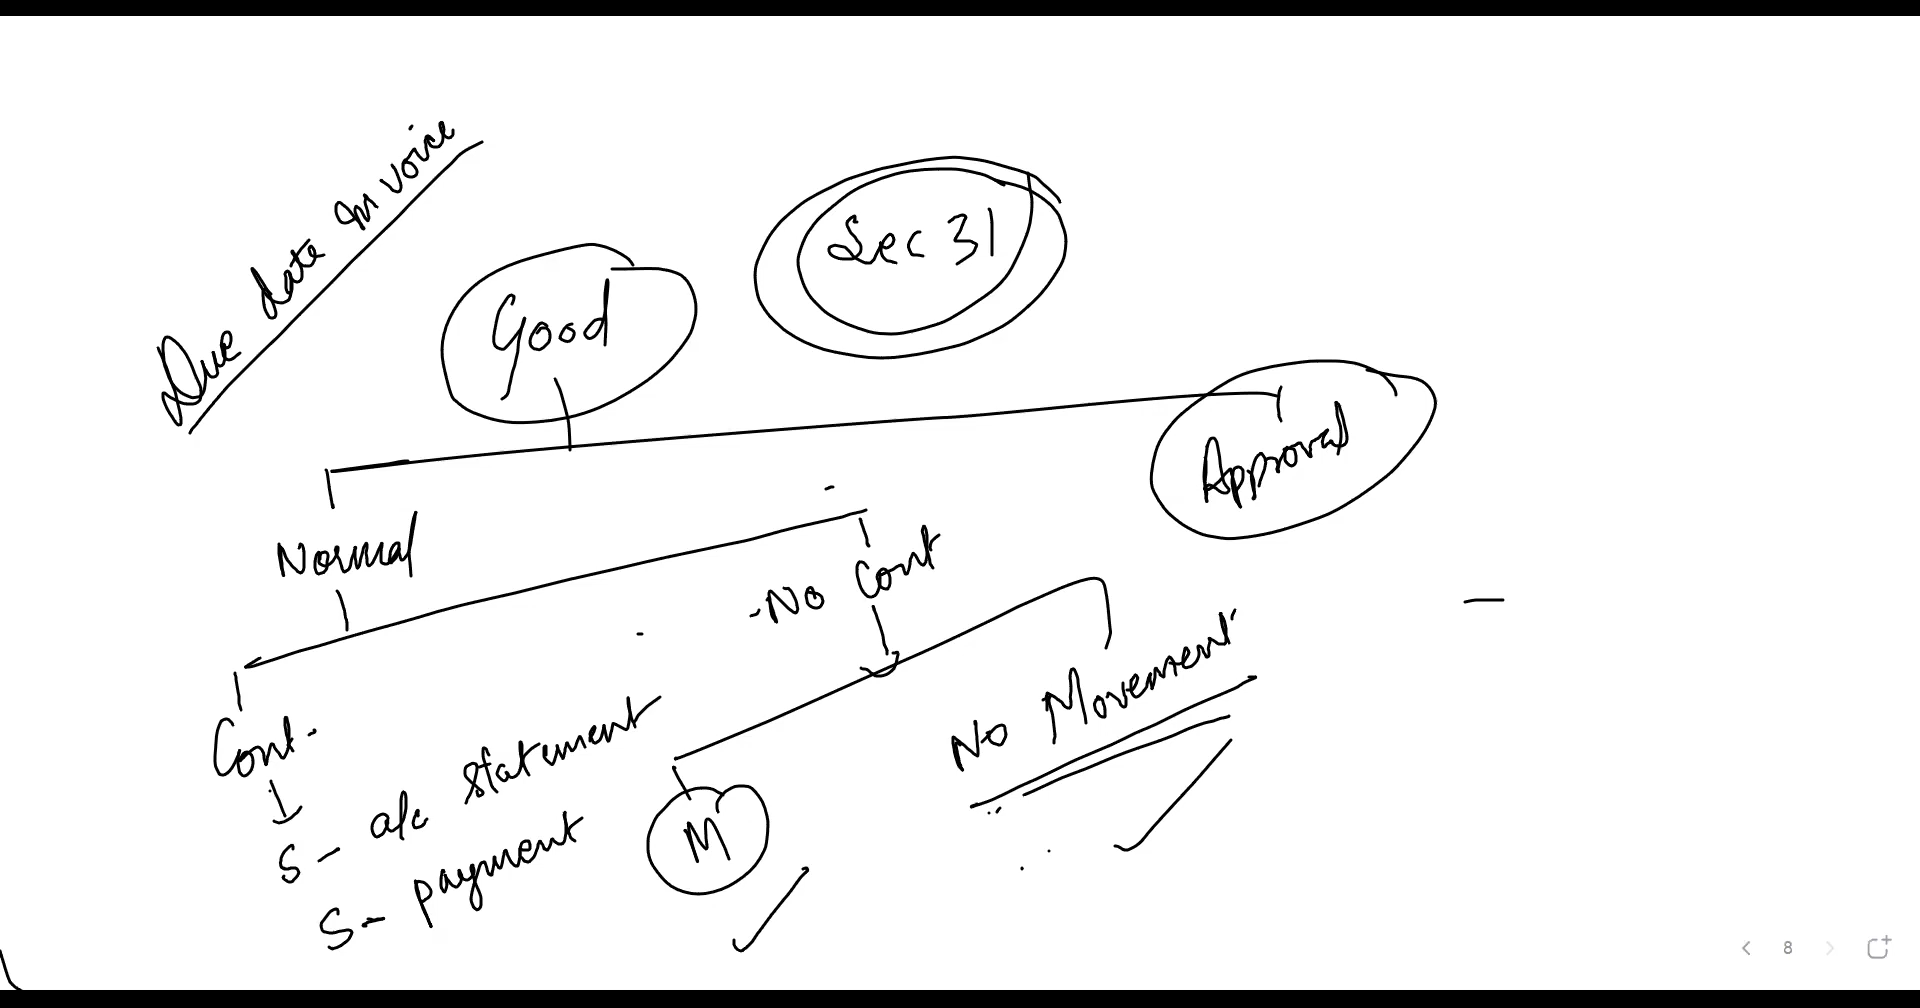 Due date Invoice
Sec 31
Good
Approval
Normal
- No Cont
Cont.
No Movement
S - a/c statement
S - payment
M
8